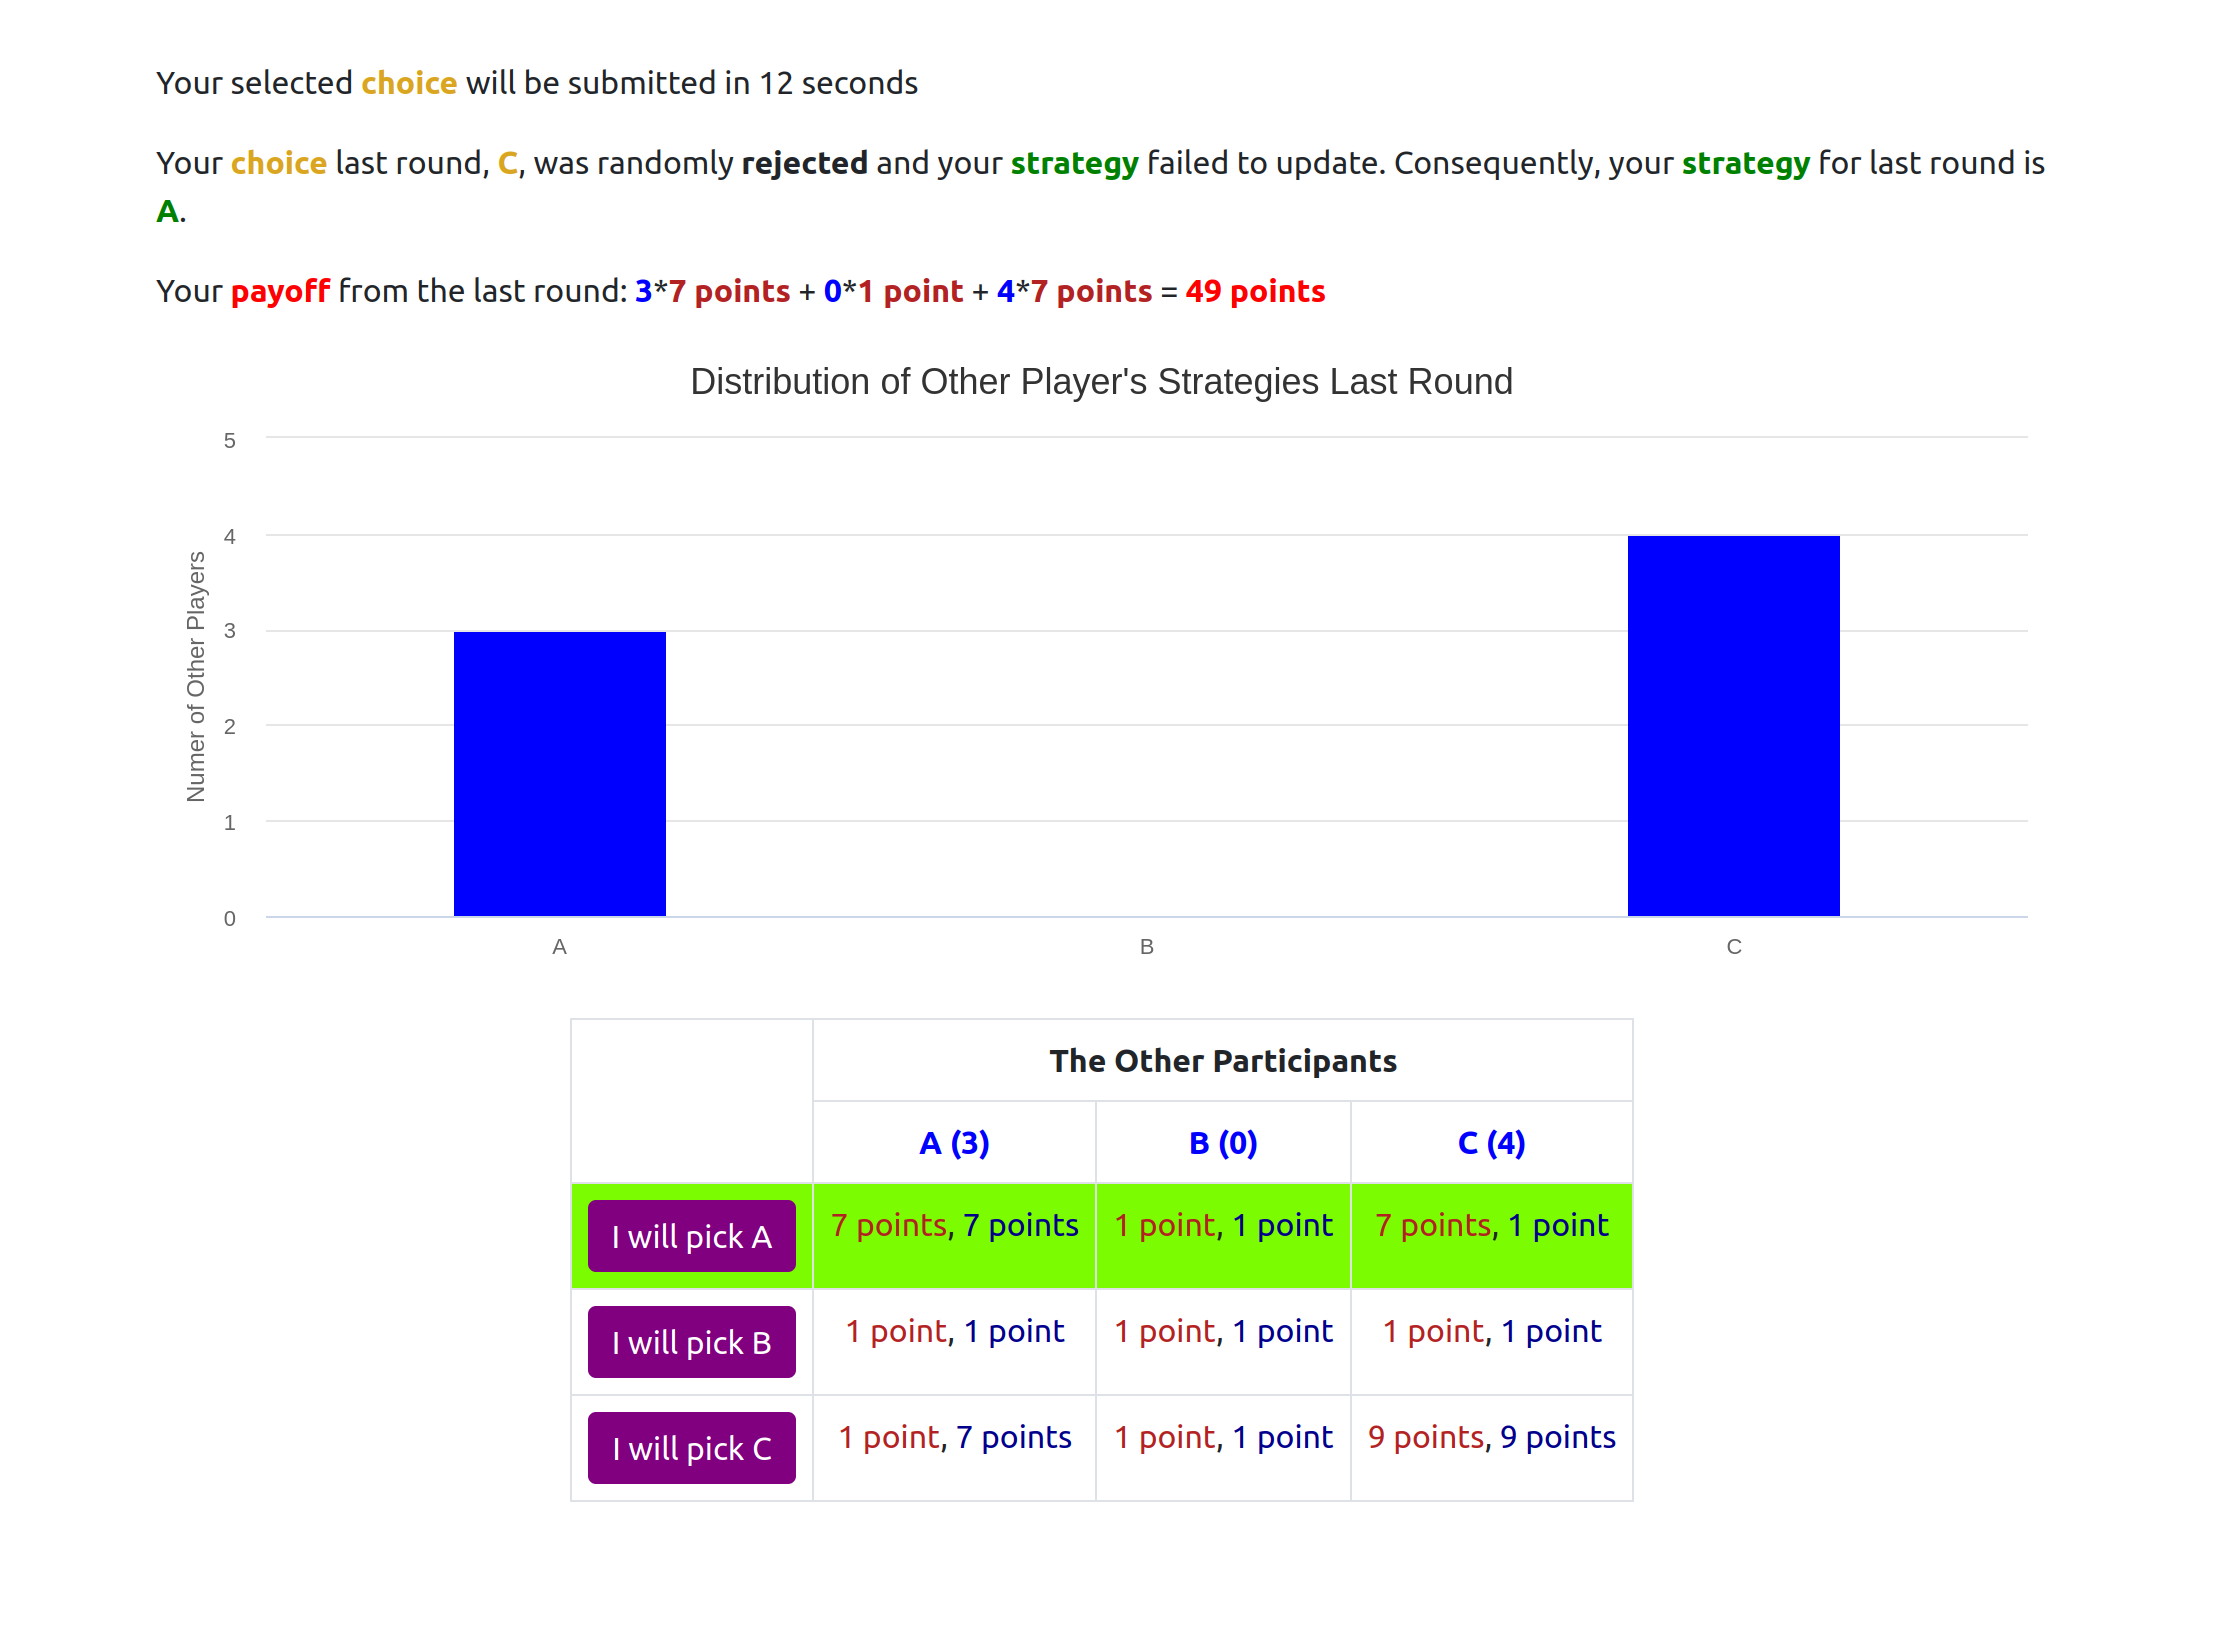 Your selected choice will be submitted in 12 seconds
Your choice last round, C, was randomly rejected and your strategy failed to update. Consequently, your strategy for last round is
A.
Your payoff from the last round: 3*7 points + 0*1 point + 4*7 points = 49 points
Distribution of Other Player's Strategies Last Round
Numer of Other Players
5
4
3
2
1
0
A B C
The Other Participants
A (3) B (0) C (4)
I will pick A 7 points, 7 points 1 point, 1 point 7 points, 1 point
I will pick B 1 point, 1 point 1 point, 1 point 1 point, 1 point
I will pick C 1 point, 7 points 1 point, 1 point 9 points, 9 points